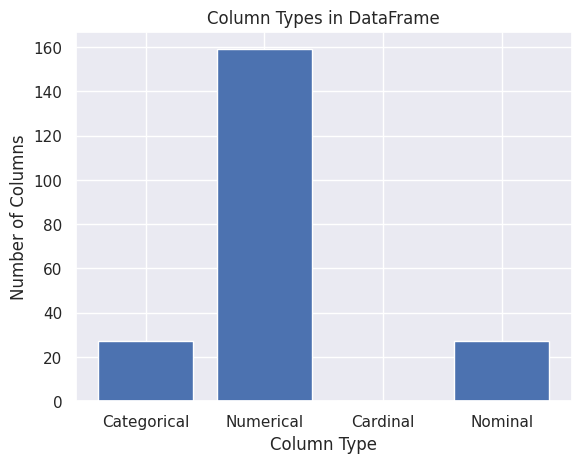 Column Types in DataFrame
Number of Columns
160
140
120
100
80
60
40
20
0
Categorical Numerical Cardinal Nominal
Column Type